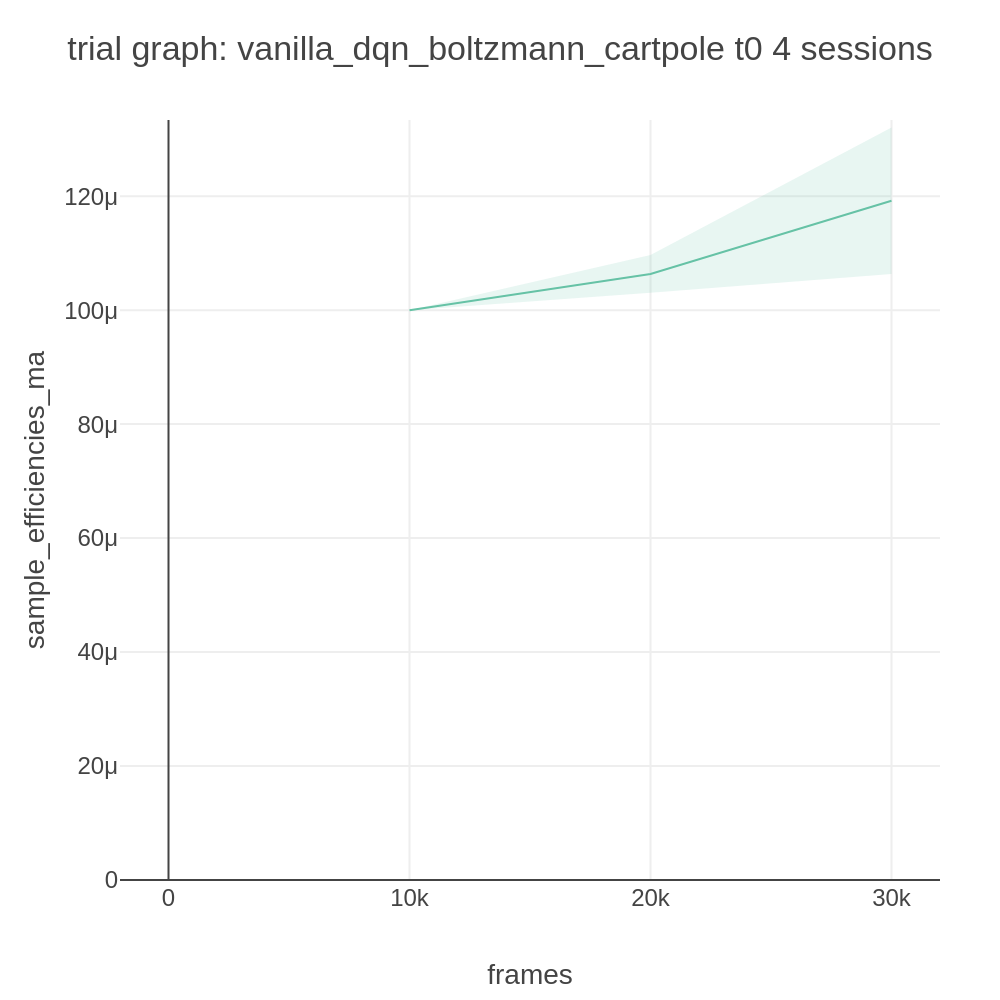 trial graph: vanilla_dqn_boltzmann_cartpole t0 4 sessions
sample_efficiencies_ma
120μ
100μ
80μ
60μ
40μ
20μ
0
0 10k 20k 30k
frames